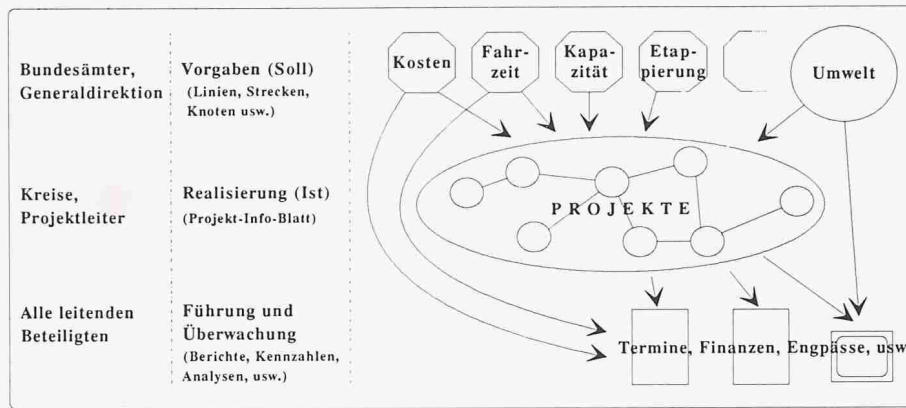 Bundesämter,
Generaldirektion
Vorgaben (Soll)
(Linien, Strecken,
Knoten usw.)
Kosten
Fahr-
zeit
Kapa-
zität
Etap-
pierung
Umwelt
Kreise,
Projektleiter
Realisierung (Ist)
(Projekt-Info-Blatt)
PROJEKTE
Alle leitenden
Beteiligten
Führung und
Überwachung
(Berichte, Kennzahlen,
Analysen, usw.)
Termine, Finanzen, Engpässe, usw